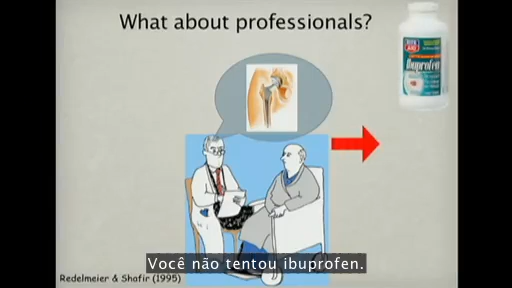 What about professionals?
Ibuprofen
Você não tentou ibuprofen.
Redelmeier & Shafir (1995)